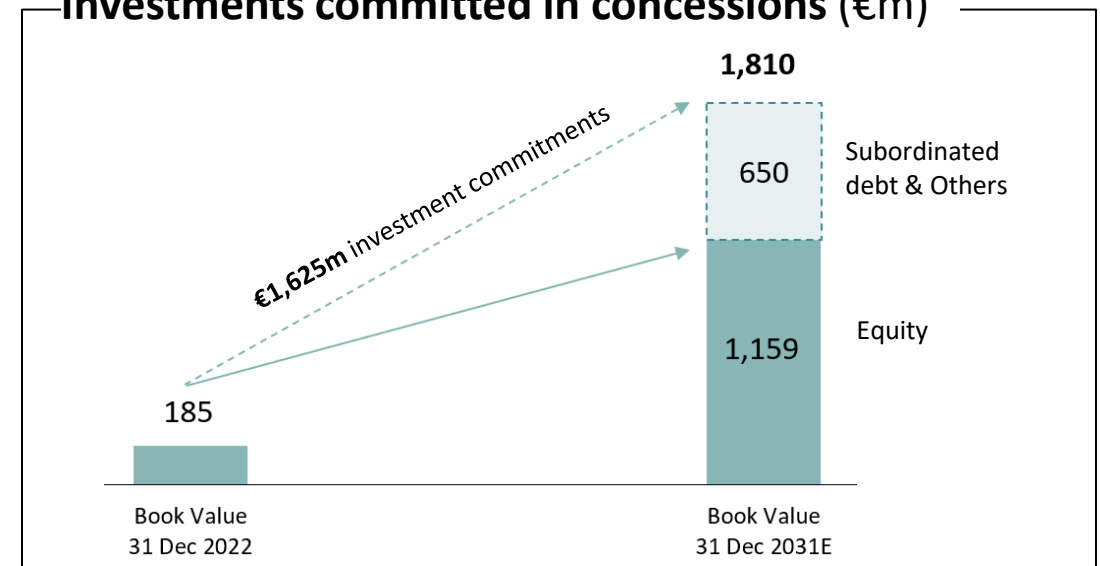 Investments committed in concessions (€m)
1,810
€1,625m investment commitments
650
Subordinated
debt & Others
Equity
1,159
185
Book Value
31 Dec 2022
Book Value
31 Dec 2031E